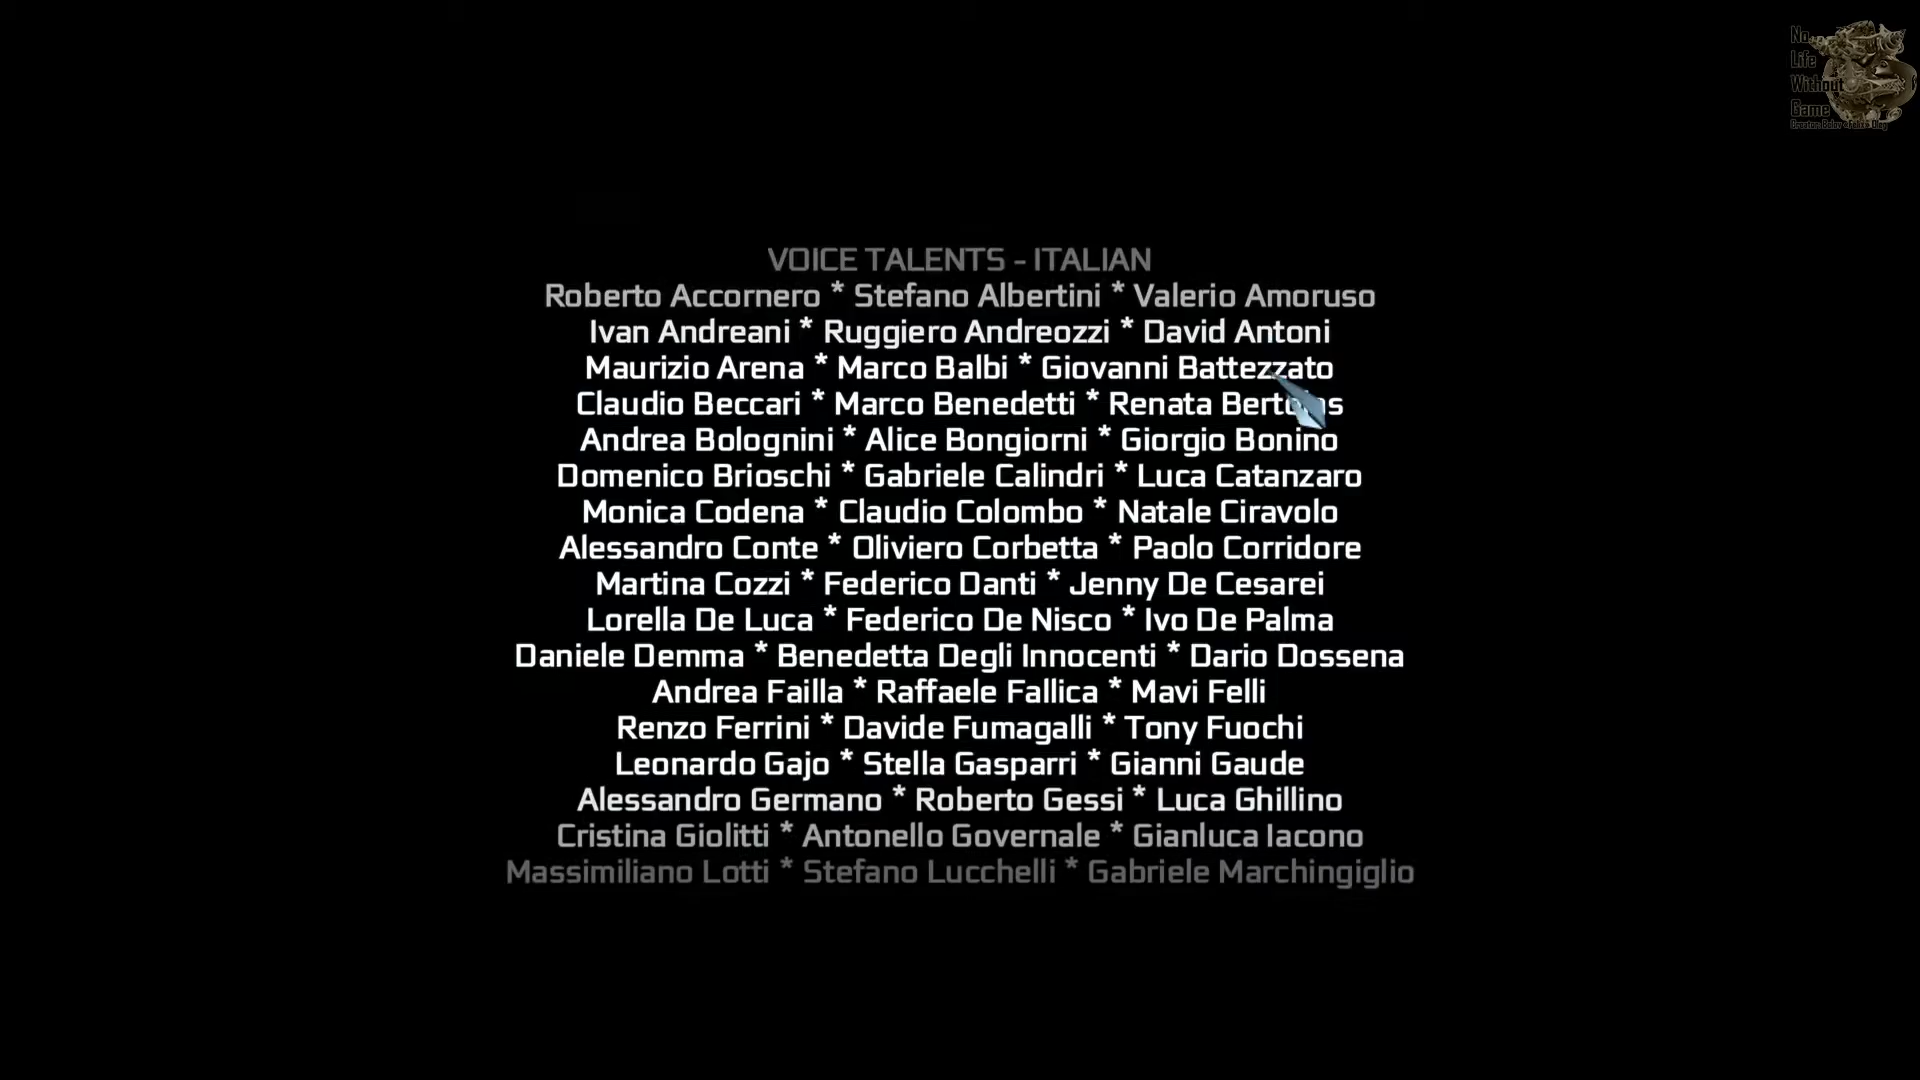 No
Life
Without
Game
VOICE TALENTS - ITALIAN
Roberto Accornero * Stefano Albertini * Valerio Amoruso
Ivan Andreani * Ruggiero Andreozzi * David Antoni
Maurizio Arena * Marco Balbi * Giovanni Battezzato
Claudio Beccari * Marco Benedetti * Renata
Andrea Bolognini * Alice Bongiorni * Giorgio Bonino
Domenico Brioschi * Gabriele Calindri * Luca Catanzaro
Monica Codena * Claudio Colombo * Natale Ciravolo
Alessandro Conte * Oliviero Corbetta * Paolo Corridore
Martina Cozzi * Federico Danti * Jenny De Cesarei
Lorella De Luca * Federico De Nisco * Ivo De Palma
Daniele Demma * Benedetta Degli Innocenti * Dario Dossena
Andrea Failla * Raffaele Fallica * Mavi Felli
Renzo Ferrini * Davide Fumagalli * Tony Fuochi
Leonardo Gajo * Stella Gasparri * Gianni Gaude
Alessandro Germano * Roberto Gessi * Luca Ghillino
Cristina Giolitti * Antonello Governale * Gianluca Iacono
Massimiliano Lotti * Stefano Lucchelli * Gabriele Marchingiglio